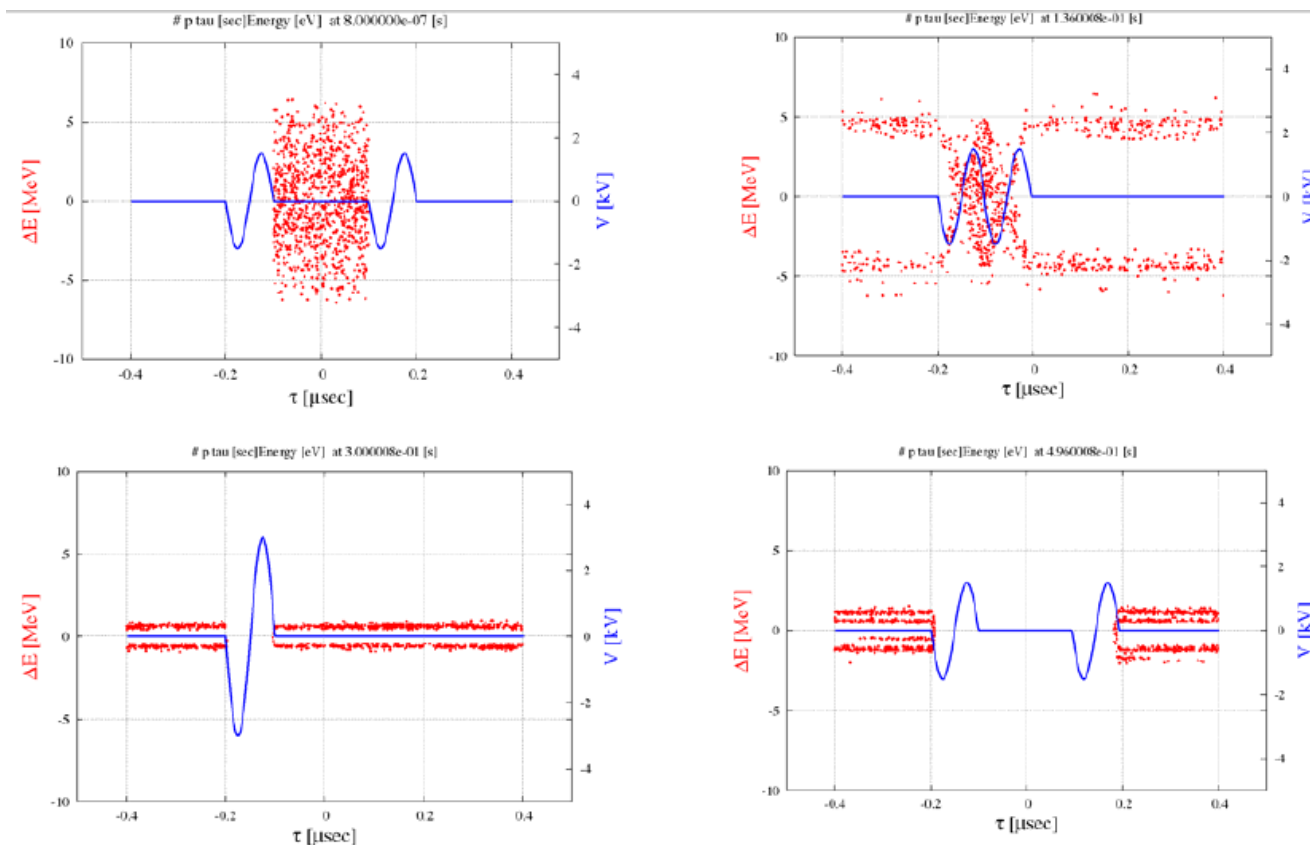 # p tau [sec]Energy [eV] at 8.000000e-07 [s]
10
5
0
-5
-10
ΔE [MeV]
4
2
0
-2
-4
V [kV]
-0.4 -0.2 0 0.2 0.4
τ [μsec]
# p tau [sec]Energy [eV] at 1.360008e-01 [s]
10
5
0
-5
-10
ΔE [MeV]
4
2
0
-2
-4
V [kV]
-0.4 -0.2 0 0.2 0.4
τ [μsec]
# p tau [sec]Energy [eV] at 3.000008e-01 [s]
10
5
0
-5
-10
ΔE [MeV]
4
2
0
-2
-4
V [kV]
-0.4 -0.2 0 0.2 0.4
τ [μsec]
# p tau [sec]Energy [eV] at 4.960008e-01 [s]
10
5
0
-5
-10
ΔE [MeV]
4
2
0
-2
-4
V [kV]
-0.4 -0.2 0 0.2 0.4
τ [μsec]